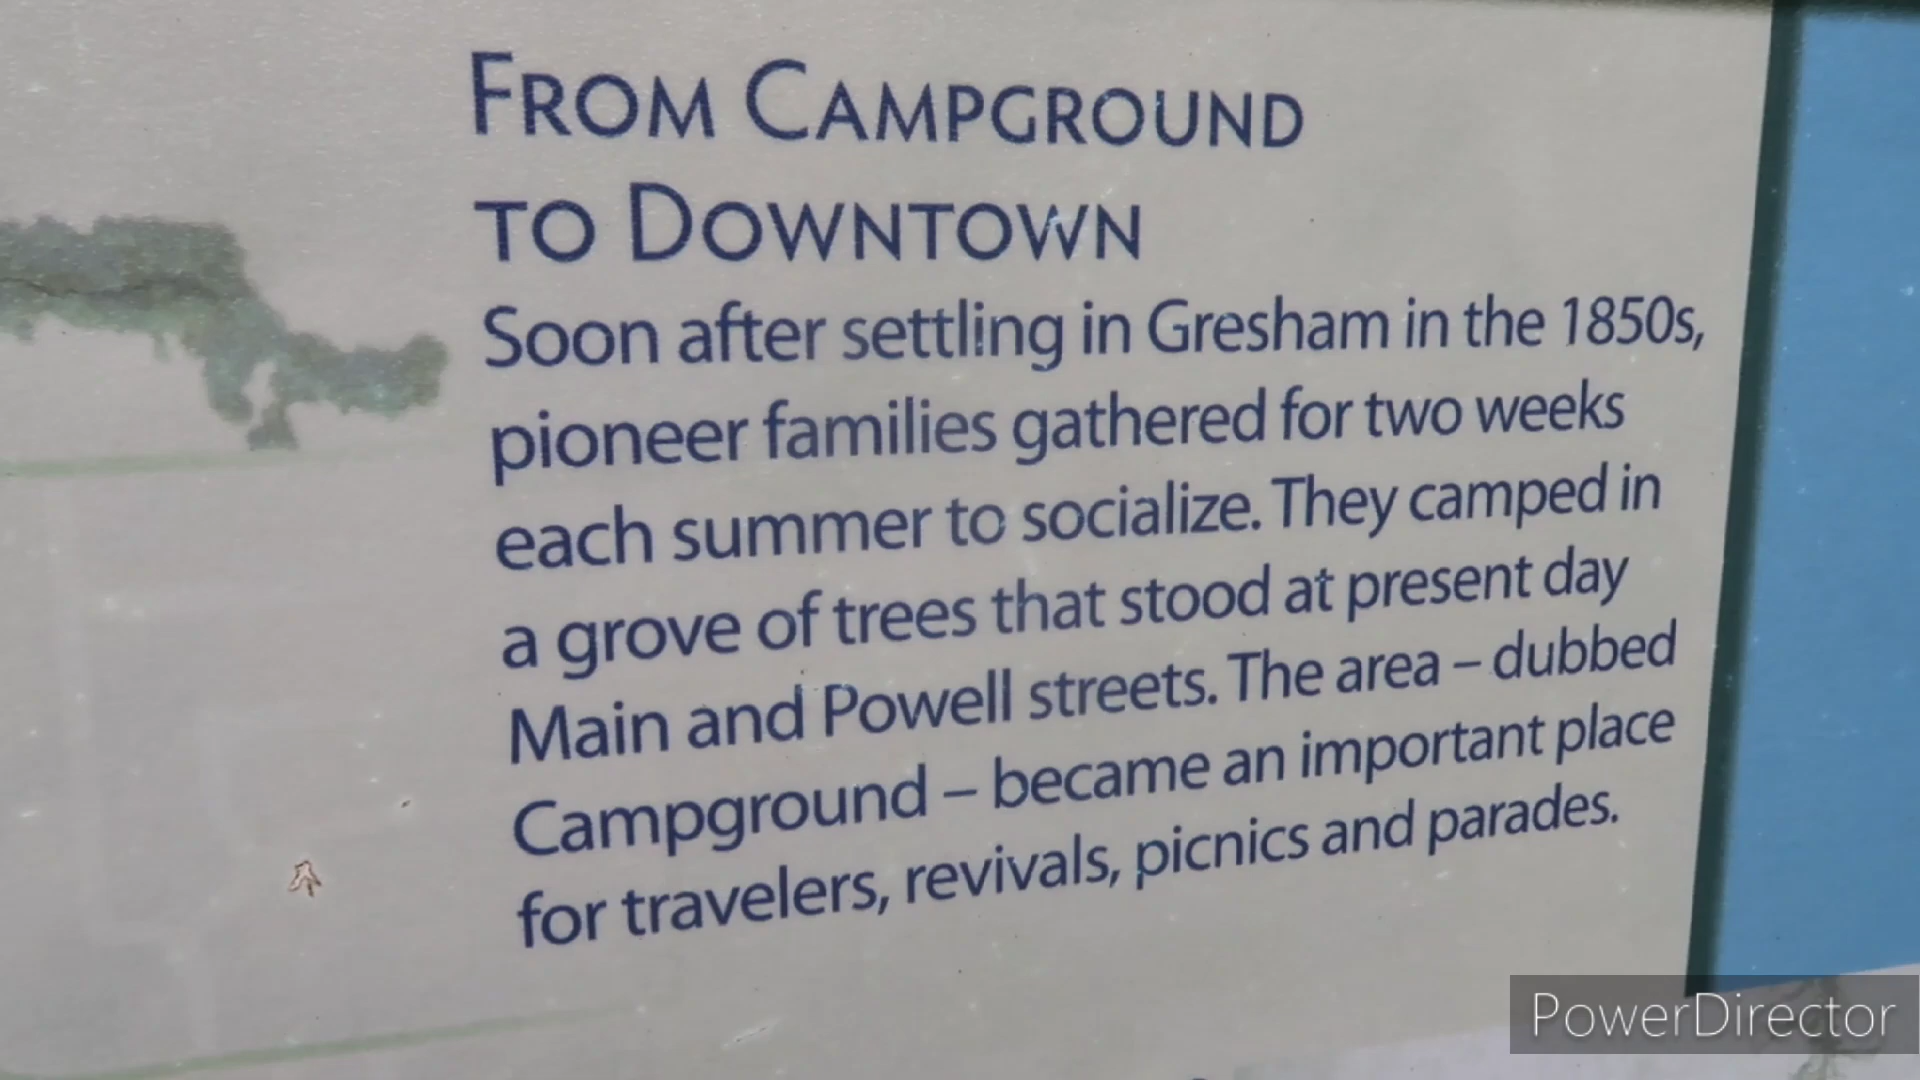 FROM CAMPGROUND
TO DOWNTOWN
Soon after settling in Gresham in the 1850s,
pioneer families gathered for two weeks
each summer to socialize. They camped in
a grove of trees that stood at present day
Main and Powell streets. The area – dubbed
Campground – became an important place
for travelers, revivals, picnics and parades.
PowerDirector